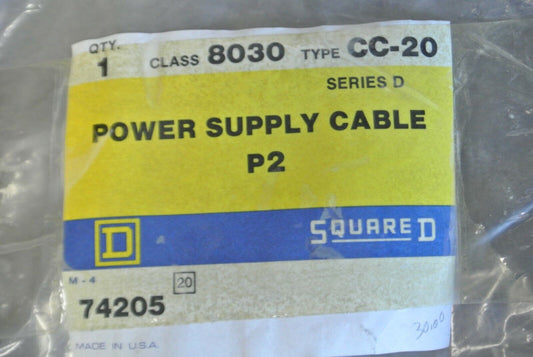 QTY.
1 CLASS 8030 TYPE CC-20
SERIES D
POWER SUPPLY CABLE
P2
D SQUARE D
M-4
74205 20
MADE IN U.S.A.